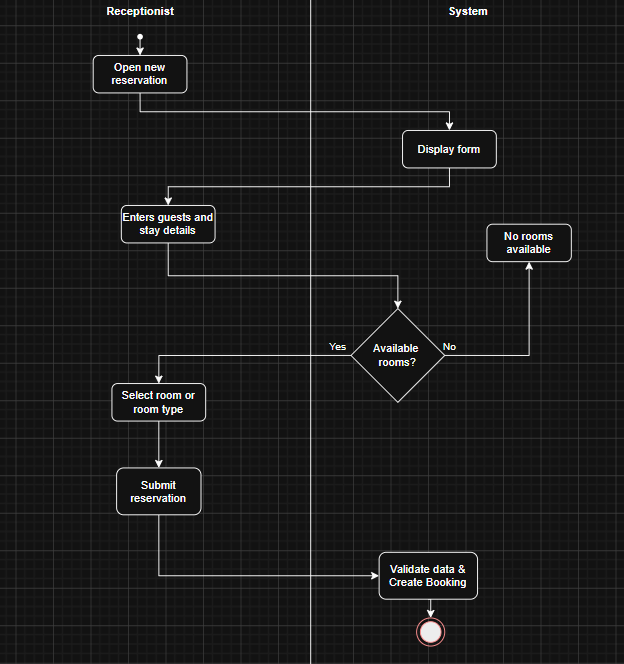 Receptionist
System
Open new
reservation
Display form
Enters guests and
stay details
No rooms
available
Available
rooms?
Yes
No
Select room or
room type
Submit
reservation
Validate data &
Create Booking